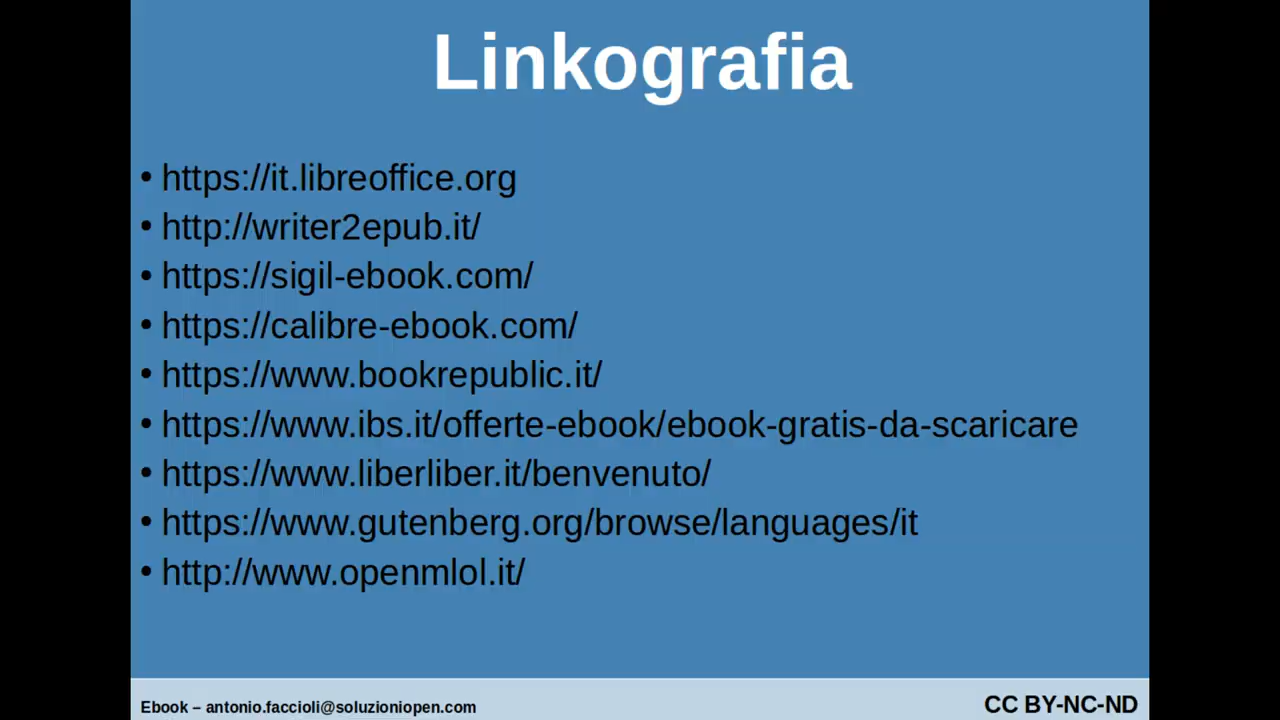 Linkografia
• https://it.libreoffice.org
• http://writer2epub.it/
• https://sigil-ebook.com/
• https://calibre-ebook.com/
• https://www.bookrepublic.it/
• https://www.ibs.it/offerte-ebook/ebook-gratis-da-scaricare
• https://www.liberliber.it/benvenuto/
• https://www.gutenberg.org/browse/languages/it
• http://www.openmlol.it/
Ebook – antonio.faccioli@soluzioniopen.com
CC BY-NC-ND